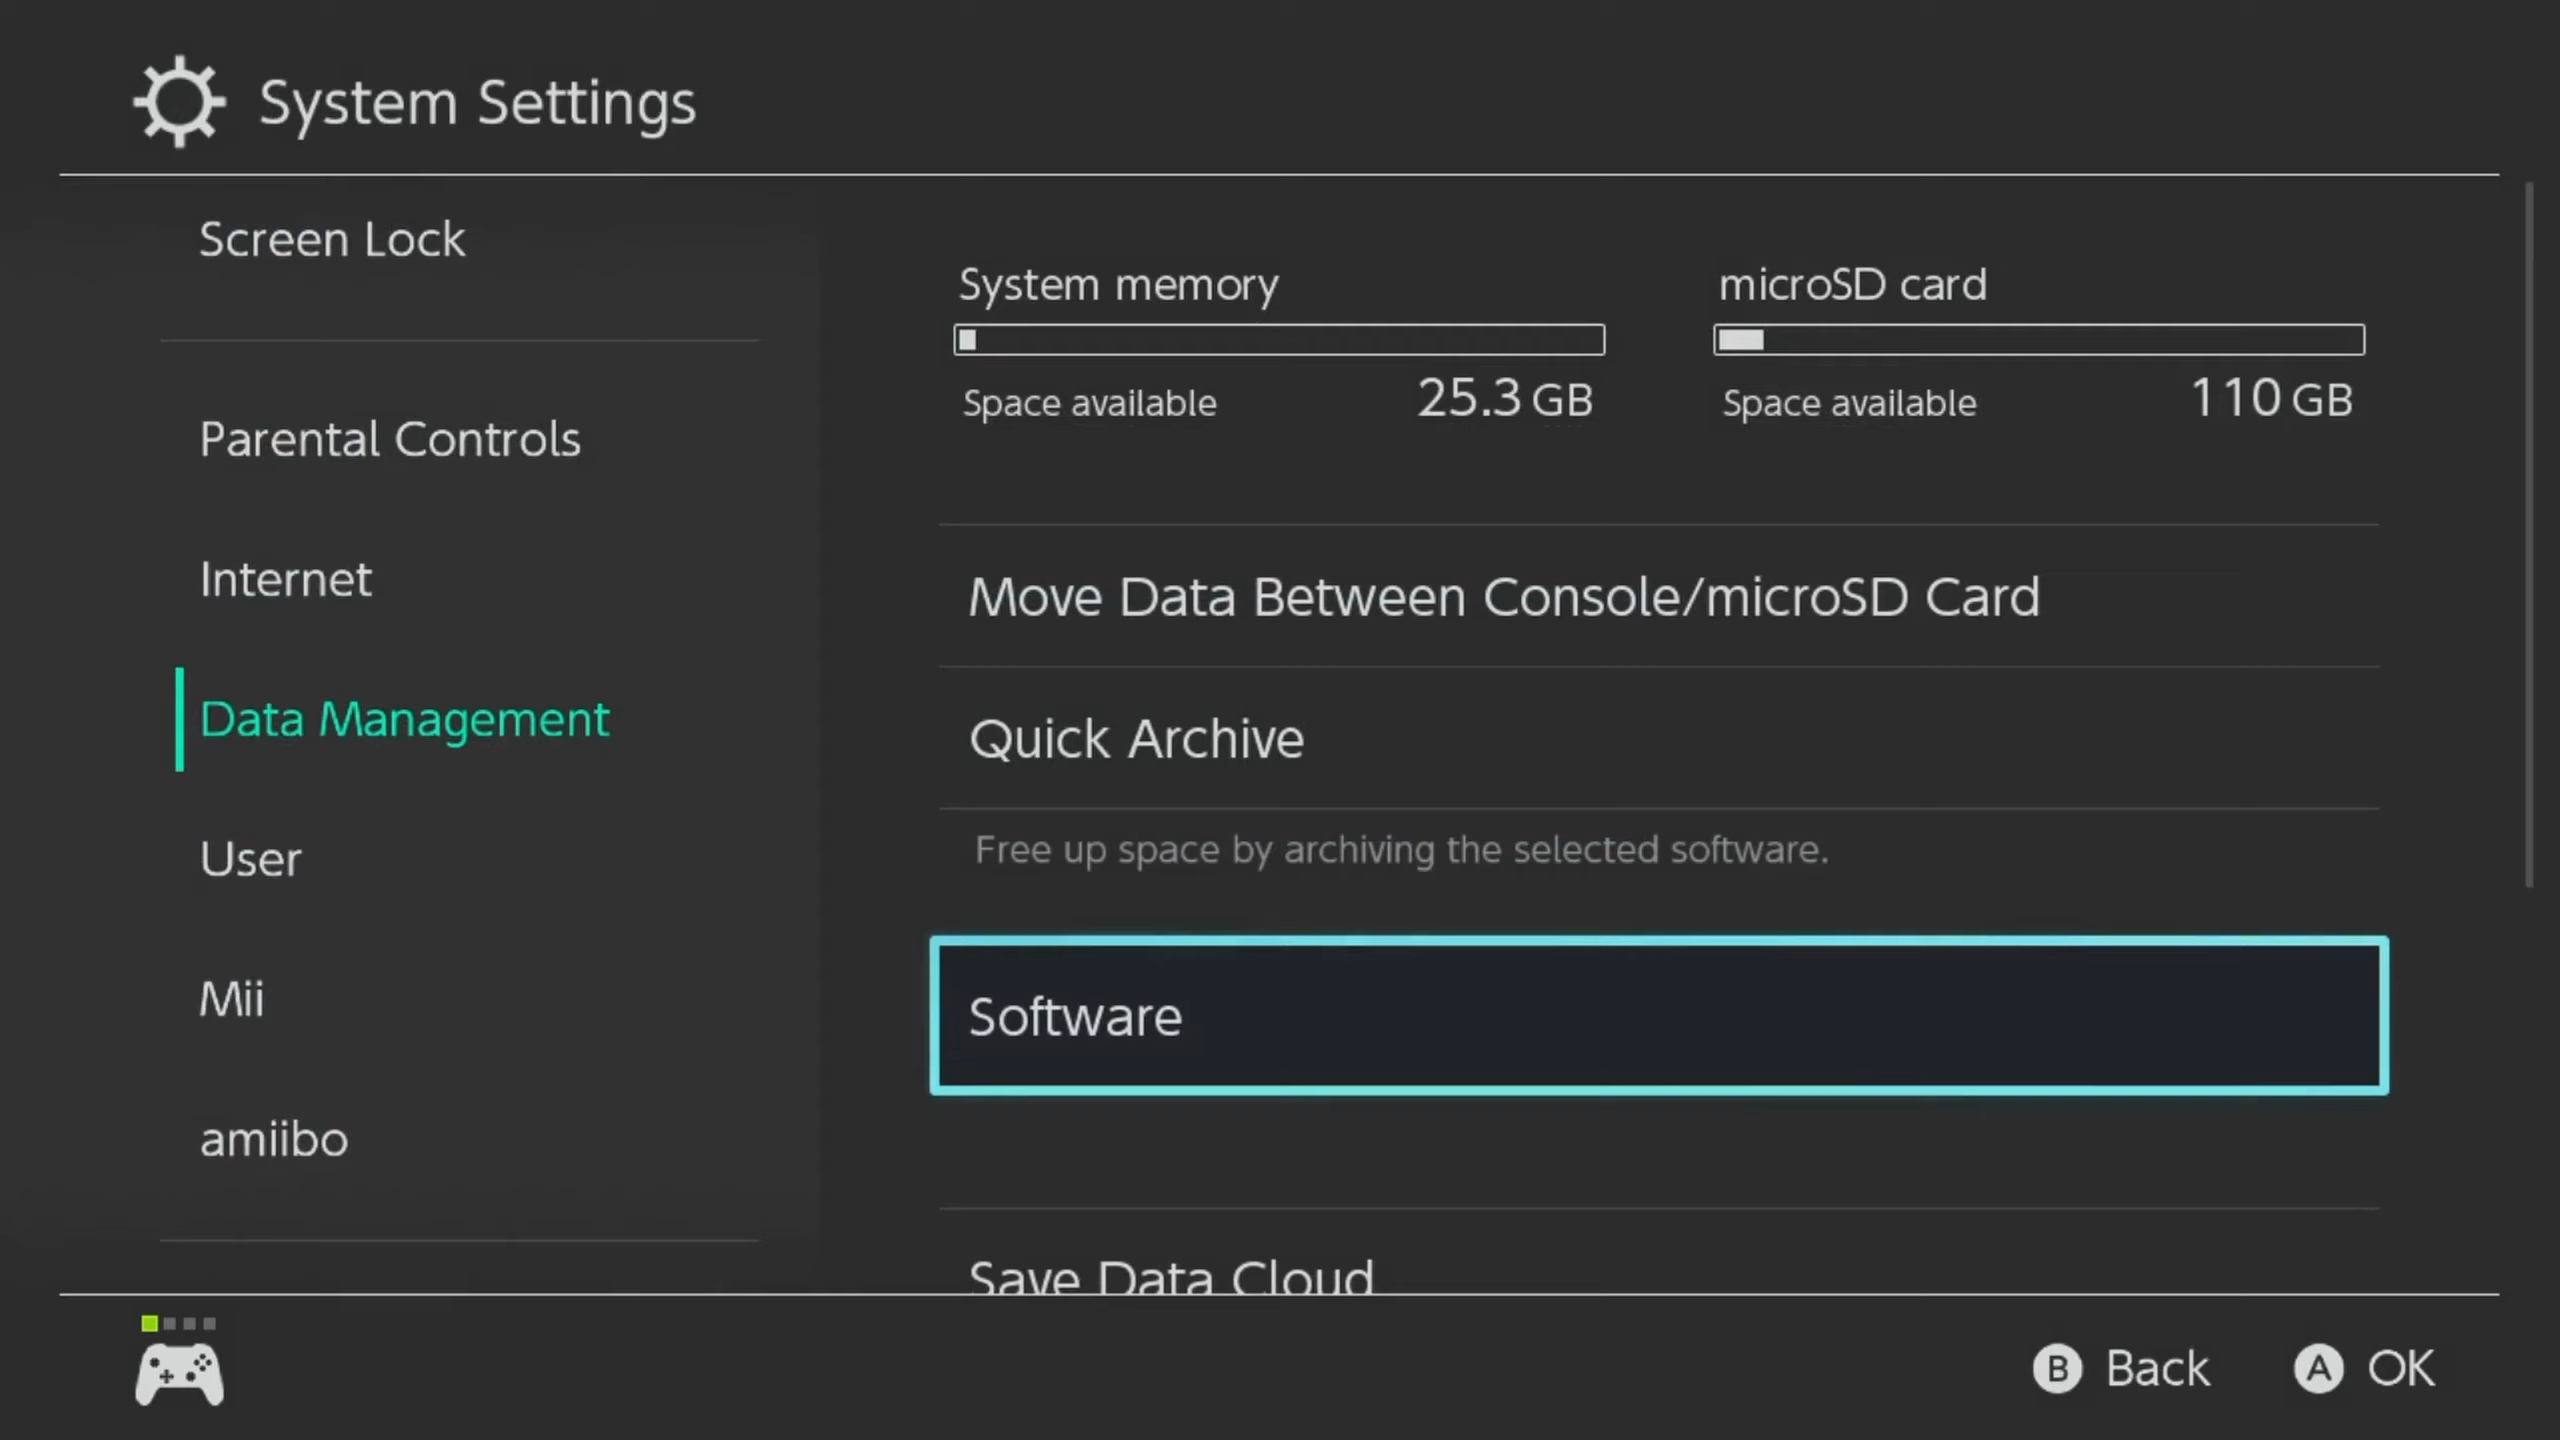 System Settings
Screen Lock
Parental Controls
Internet
Data Management
User
Mii
amiibo
System memory
Space available 25.3 GB
microSD card
Space available 110 GB
Move Data Between Console/microSD Card
Quick Archive
Free up space by archiving the selected software.
Software
Save Data Cloud
B Back
A OK